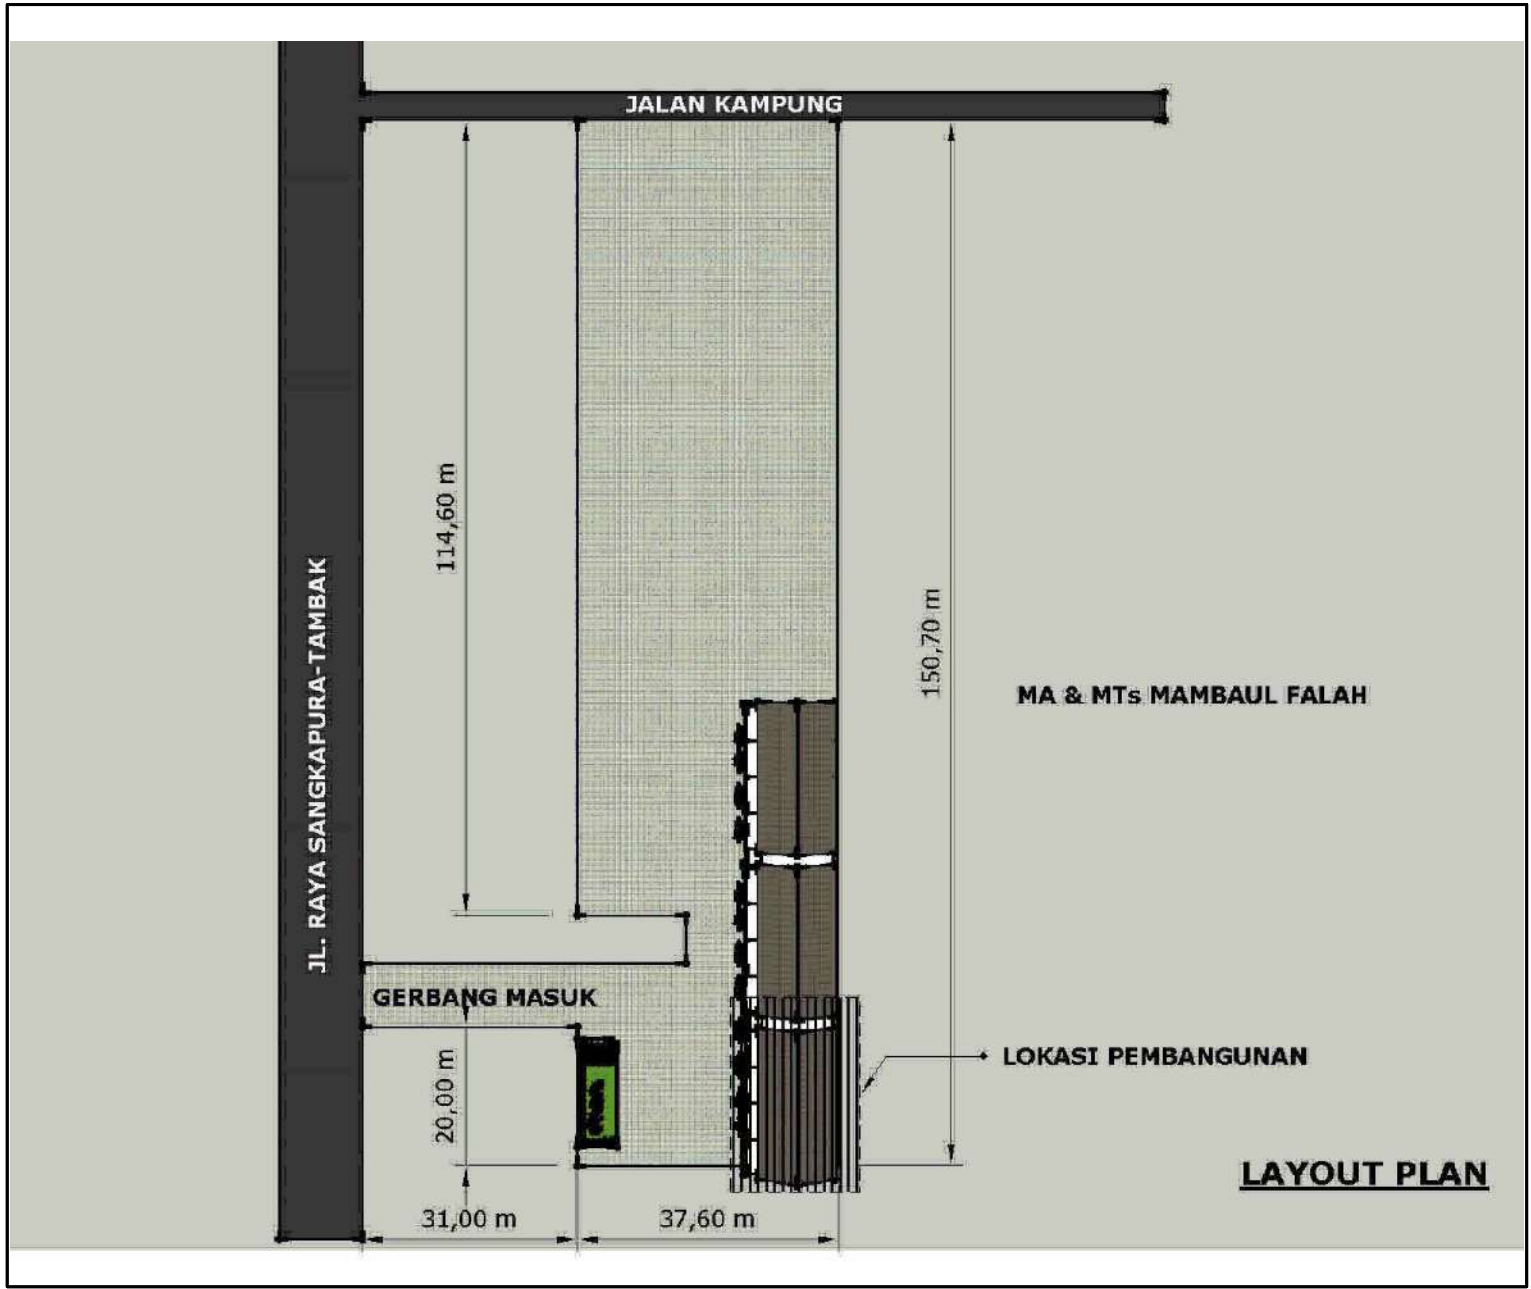 JALAN KAMPUNG
JL. RAYA SANGKAPURA-TAMBAK
114,60 m
150,70 m
MA & MTs MAMBAUL FALAH
GERBANG MASUK
LOKASI PEMBANGUNAN
20,00 m
LAYOUT PLAN
31,00 m
37,60 m